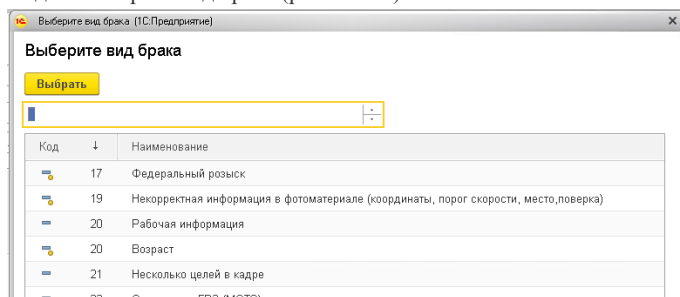 Выберите вид брака (1С:Предприятие)
Выберите вид брака
Выбрать
Код ↓ Наименование
17 Федеральный розыск
19 Некорректная информация в фотоматериале (координаты, порог скорости, место,поверка)
20 Рабочая информация
20 Возраст
21 Несколько целей в кадре